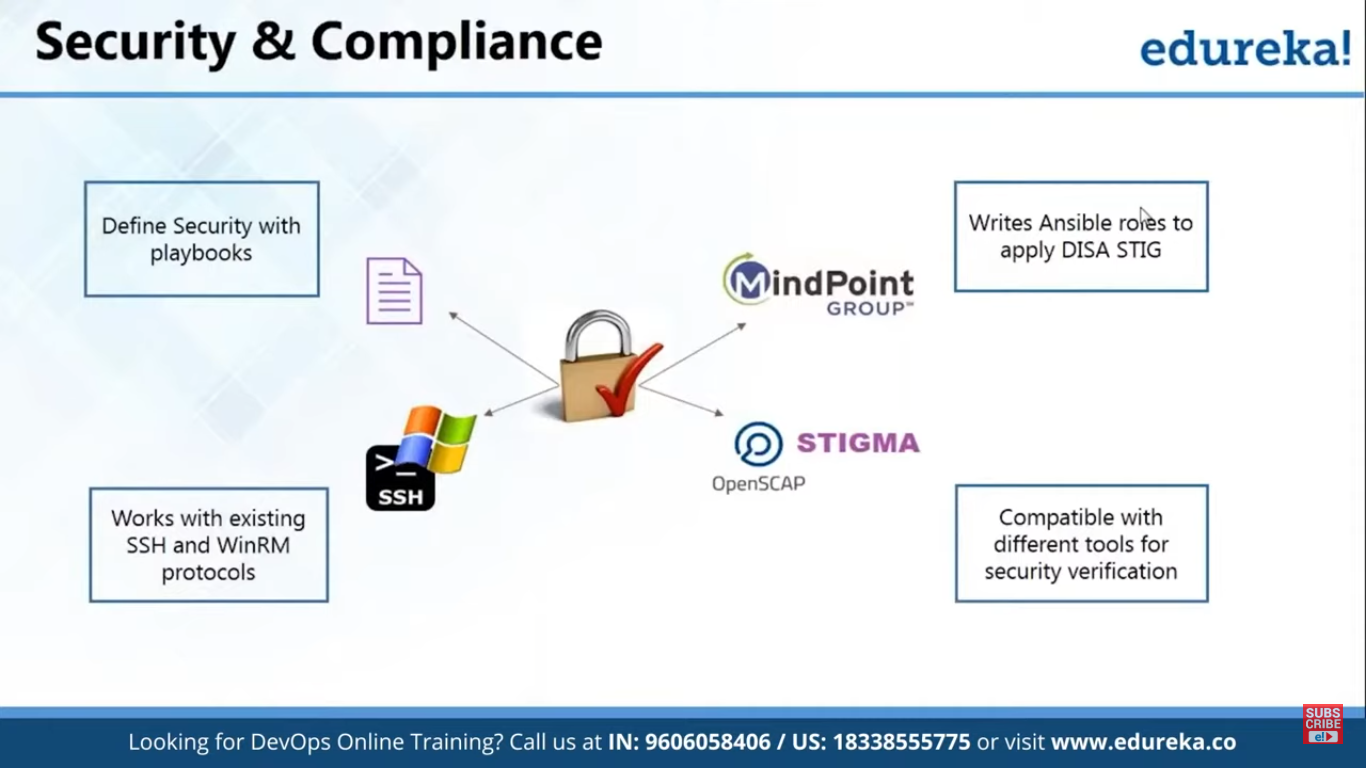 Security & Compliance
edureka!
Define Security with
playbooks
Writes Ansible roles to
apply DISA STIG
MindPoint
GROUP™
>_
SSH
STIGMA
OpenSCAP
Works with existing
SSH and WinRM
protocols
Compatible with
different tools for
security verification
Looking for DevOps Online Training? Call us at IN: 9606058406 / US: 18338555775 or visit www.edureka.co
SUBS
CRIBE
e!